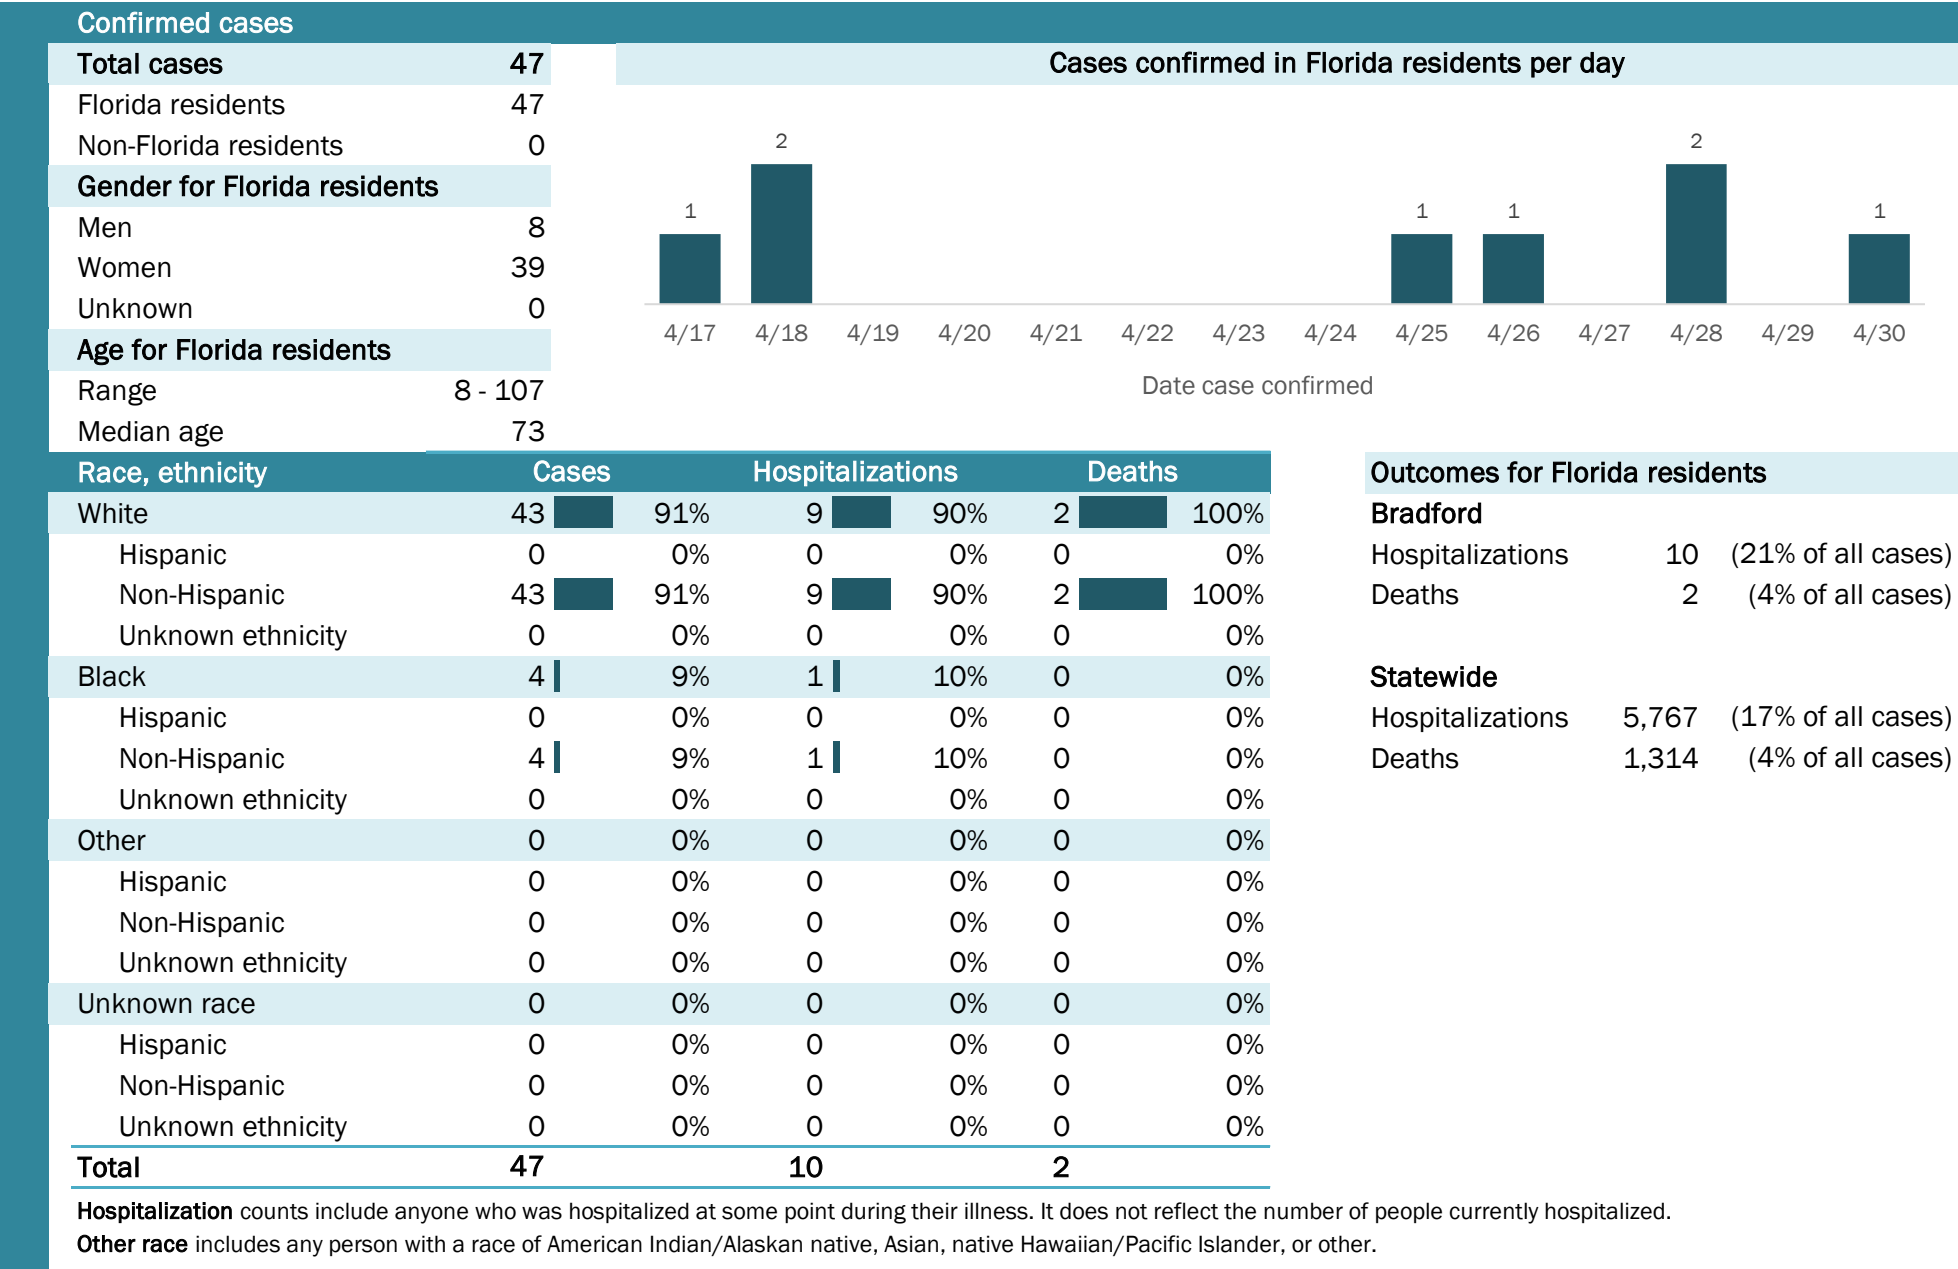 Confirmed cases
Total cases 47
Florida residents 47
Non-Florida residents 0
Gender for Florida residents
Men 8
Women 39
Unknown 0
Age for Florida residents
Range 8 - 107
Median age 73
Cases confirmed in Florida residents per day
1 2 1 1 2 1
4/17 4/18 4/19 4/20 4/21 4/22 4/23 4/24 4/25 4/26 4/27 4/28 4/29 4/30
Date case confirmed
Race, ethnicity Cases Hospitalizations Deaths
White 43 91% 9 90% 2 100%
Hispanic 0 0% 0 0% 0 0%
Non-Hispanic 43 91% 9 90% 2 100%
Unknown ethnicity 0 0% 0 0% 0 0%
Black 4 9% 1 10% 0 0%
Hispanic 0 0% 0 0% 0 0%
Non-Hispanic 4 9% 1 10% 0 0%
Unknown ethnicity 0 0% 0 0% 0 0%
Other 0 0% 0 0% 0 0%
Hispanic 0 0% 0 0% 0 0%
Non-Hispanic 0 0% 0 0% 0 0%
Unknown ethnicity 0 0% 0 0% 0 0%
Unknown race 0 0% 0 0% 0 0%
Hispanic 0 0% 0 0% 0 0%
Non-Hispanic 0 0% 0 0% 0 0%
Unknown ethnicity 0 0% 0 0% 0 0%
Total 47 10 2
Outcomes for Florida residents
Bradford
Hospitalizations 10 (21% of all cases)
Deaths 2 (4% of all cases)
Statewide
Hospitalizations 5,767 (17% of all cases)
Deaths 1,314 (4% of all cases)
Hospitalization counts include anyone who was hospitalized at some point during their illness. It does not reflect the number of people currently hospitalized.
Other race includes any person with a race of American Indian/Alaskan native, Asian, native Hawaiian/Pacific Islander, or other.